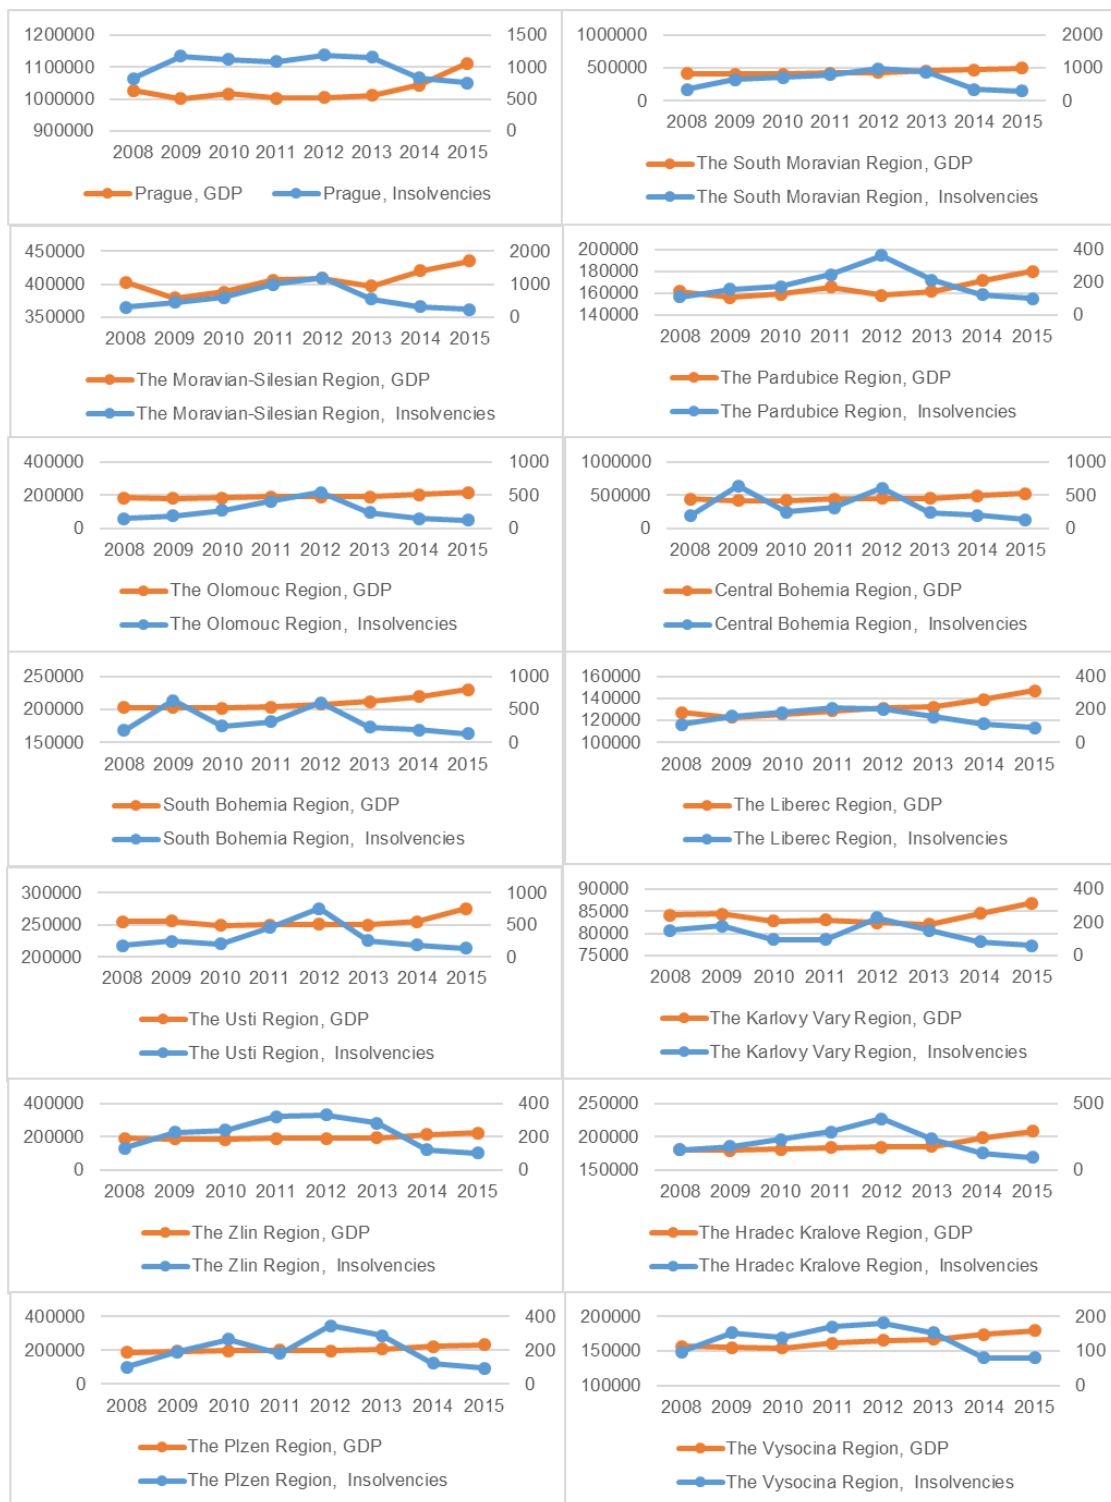 1200000 1500
1100000 1000
1000000 500
900000 0
2008 2009 2010 2011 2012 2013 2014 2015
Prague, GDP Prague, Insolvencies
1000000 2000
500000 1000
0 0
2008 2009 2010 2011 2012 2013 2014 2015
The South Moravian Region, GDP
The South Moravian Region, Insolvencies
450000 2000
400000 1000
350000 0
2008 2009 2010 2011 2012 2013 2014 2015
The Moravian-Silesian Region, GDP
The Moravian-Silesian Region, Insolvencies
200000 400
180000
160000 200
140000 0
2008 2009 2010 2011 2012 2013 2014 2015
The Pardubice Region, GDP
The Pardubice Region, Insolvencies
400000 1000
200000 500
0 0
2008 2009 2010 2011 2012 2013 2014 2015
The Olomouc Region, GDP
The Olomouc Region, Insolvencies
1000000 1000
500000 500
0 0
2008 2009 2010 2011 2012 2013 2014 2015
Central Bohemia Region, GDP
Central Bohemia Region, Insolvencies
250000 1000
200000 500
150000 0
2008 2009 2010 2011 2012 2013 2014 2015
South Bohemia Region, GDP
South Bohemia Region, Insolvencies
160000 400
140000
120000 200
100000 0
2008 2009 2010 2011 2012 2013 2014 2015
The Liberec Region, GDP
The Liberec Region, Insolvencies
300000 1000
250000 500
200000 0
2008 2009 2010 2011 2012 2013 2014 2015
The Usti Region, GDP
The Usti Region, Insolvencies
90000 400
85000
80000 200
75000 0
2008 2009 2010 2011 2012 2013 2014 2015
The Karlovy Vary Region, GDP
The Karlovy Vary Region, Insolvencies
400000 400
200000 200
0 0
2008 2009 2010 2011 2012 2013 2014 2015
The Zlin Region, GDP
The Zlin Region, Insolvencies
250000 500
200000
150000 0
2008 2009 2010 2011 2012 2013 2014 2015
The Hradec Kralove Region, GDP
The Hradec Kralove Region, Insolvencies
400000 400
200000 200
0 0
2008 2009 2010 2011 2012 2013 2014 2015
The Plzen Region, GDP
The Plzen Region, Insolvencies
200000 200
150000 100
100000 0
2008 2009 2010 2011 2012 2013 2014 2015
The Vysocina Region, GDP
The Vysocina Region, Insolvencies